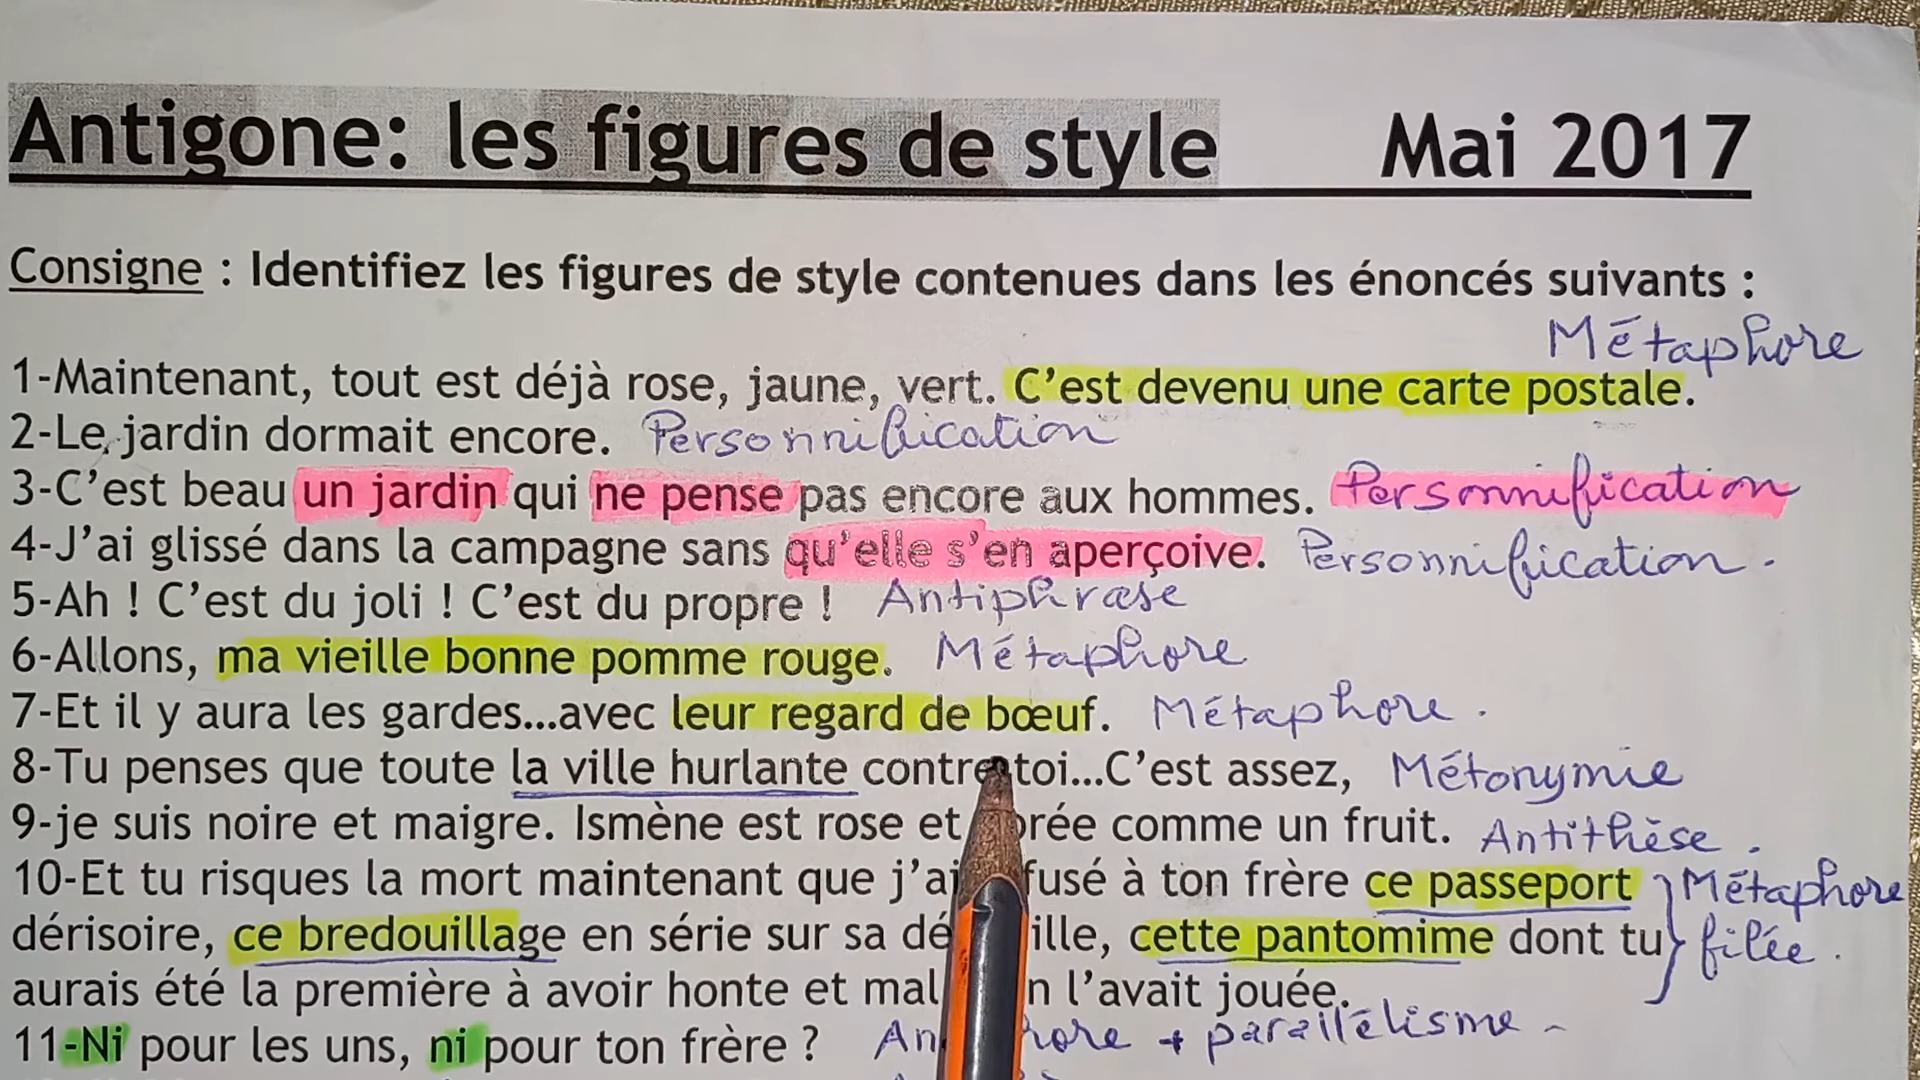 Antigone: les figures de style Mai 2017
Consigne : Identifiez les figures de style contenues dans les énoncés suivants :
Métaphore
1-Maintenant, tout est déjà rose, jaune, vert. C'est devenu une carte postale.
2-Le jardin dormait encore. Personnification
3-C'est beau un jardin qui ne pense pas encore aux hommes. Personnification
4-J'ai glissé dans la campagne sans qu'elle s'en aperçoive. Personnification.
5-Ah ! C'est du joli ! C'est du propre ! Antiphrase
6-Allons, ma vieille bonne pomme rouge. Métaphore
7-Et il y aura les gardes...avec leur regard de bœuf. Métaphore.
8-Tu penses que toute la ville hurlante contre toi...C'est assez, Métonymie
9-je suis noire et maigre. Ismène est rose et orée comme un fruit. Antithèse.
10-Et tu risques la mort maintenant que j'ai fusé à ton frère ce passeport Métaphore
dérisoire, ce bredouillage en série sur sa dé ille, cette pantomime dont tu filée.
aurais été la première à avoir honte et mal n l'avait jouée.
11-Ni pour les uns, ni pour ton frère ? An hore + parallélisme